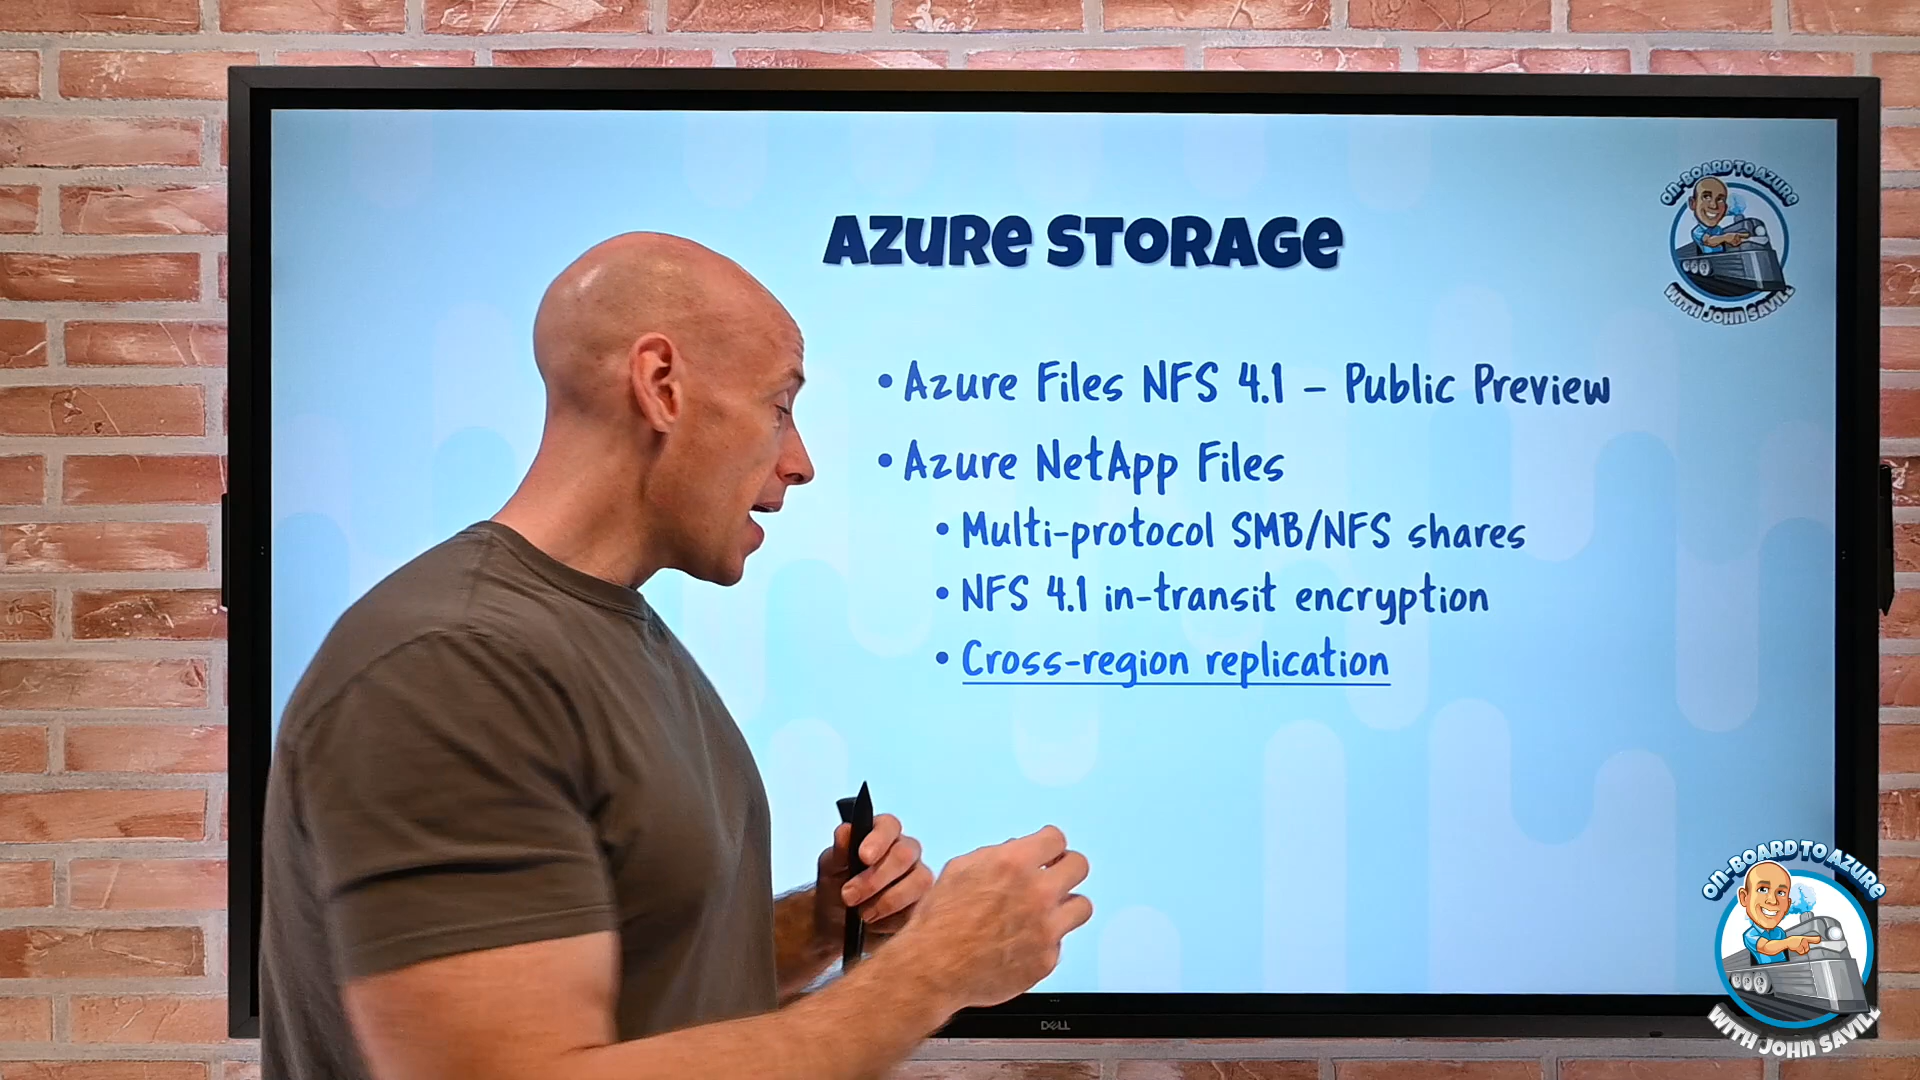 AZURE STORAGE
ON-BOARD TO AZURE
WITH JOHN SAVILL
• Azure Files NFS 4.1 – Public Preview
• Azure NetApp Files
• Multi-protocol SMB/NFS shares
• NFS 4.1 in-transit encryption
• Cross-region replication
ON-BOARD TO AZURE
WITH JOHN SAVILL
DELL